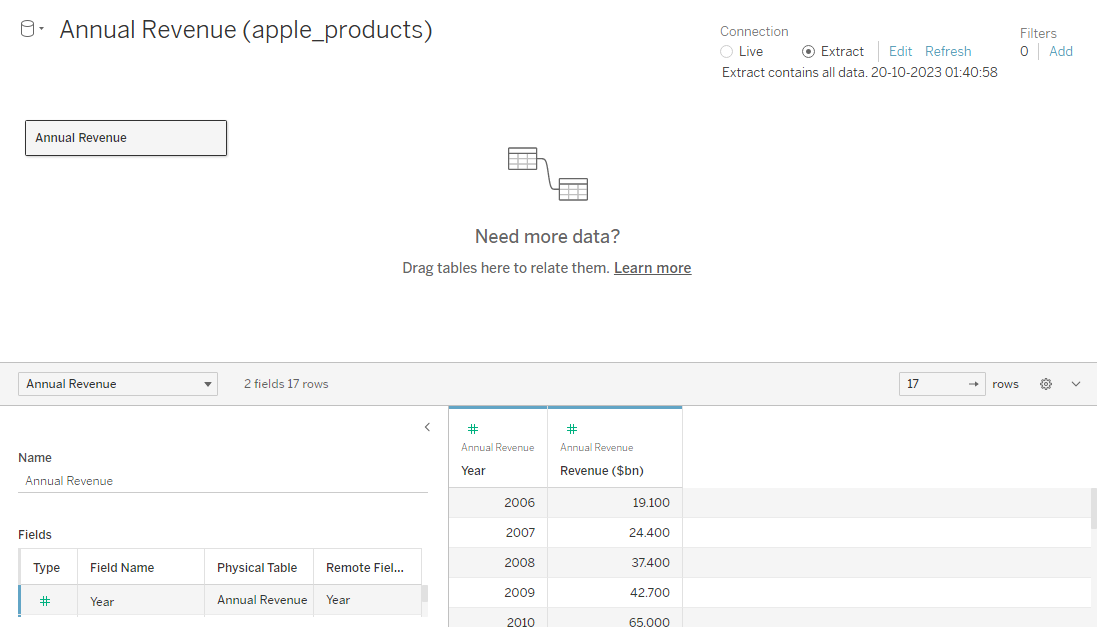 Annual Revenue (apple_products)
Connection
Live Extract Edit Refresh
Extract contains all data. 20-10-2023 01:40:58
Filters
0 Add
Annual Revenue
Need more data?
Drag tables here to relate them. Learn more
Annual Revenue 2 fields 17 rows 17 → rows
Name
Annual Revenue
Fields
Type Field Name Physical Table Remote Fiel...
# Year Annual Revenue Year
# #
Annual Revenue Annual Revenue
Year Revenue ($bn)
2006 19.100
2007 24.400
2008 37.400
2009 42.700
2010 65.000